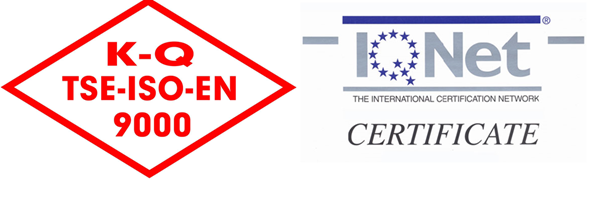 K-Q
TSE-ISO-EN
9000
IQNet®
THE INTERNATIONAL CERTIFICATION NETWORK
CERTIFICATE